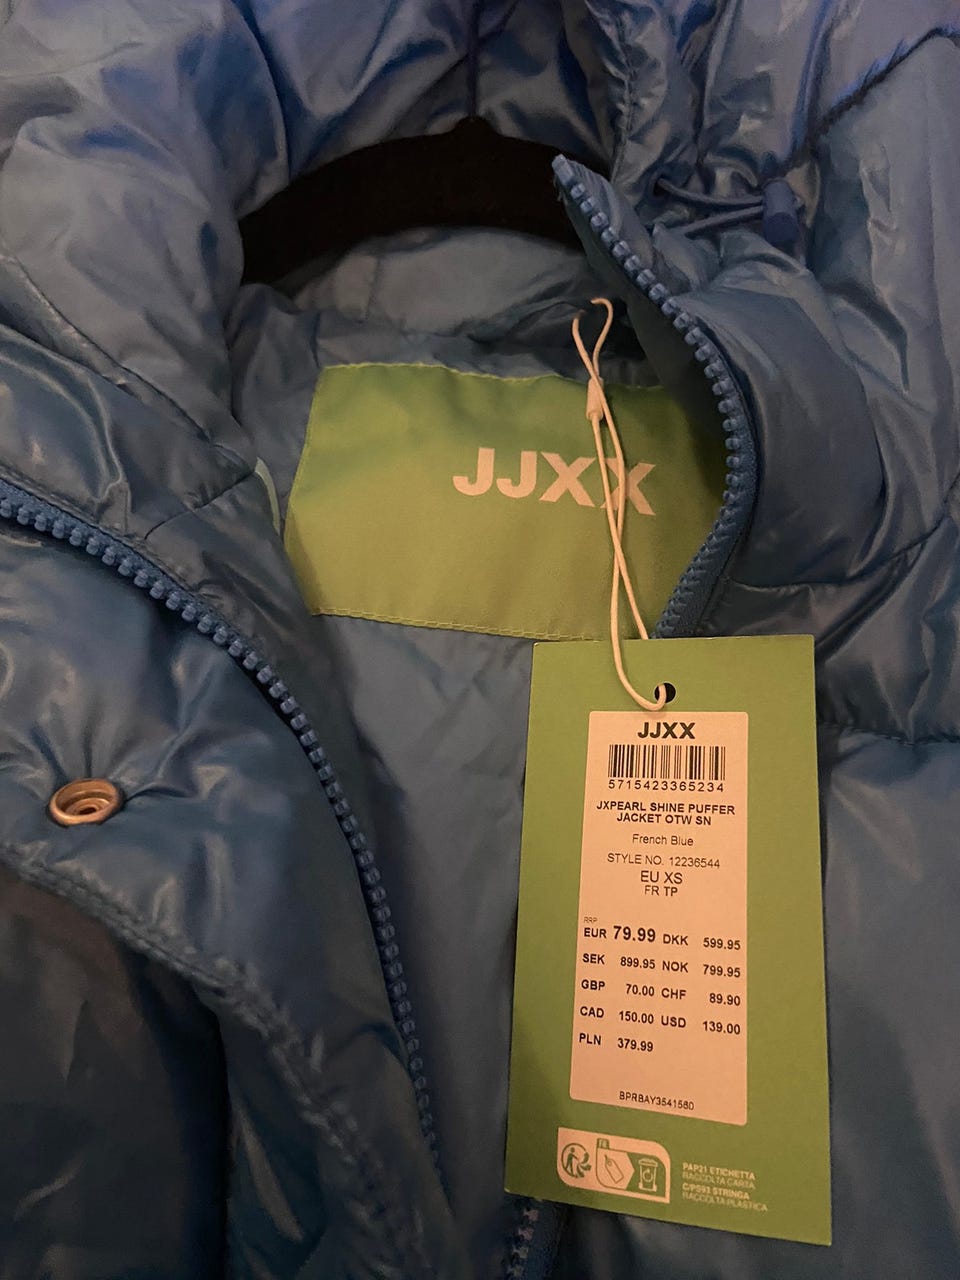 JJXX
JJXX
5715423365234
JXPEARL SHINE PUFFER
JACKET OTW SN
French Blue
STYLE NO. 12236544
EU XS
FR TP
RRP
EUR 79.99 DKK 599.95
SEK 899.95 NOK 799.95
GBP 70.00 CHF 89.90
CAD 150.00 USD 139.00
PLN 379.99
BPRBAY3541560
FR
PAP21 ETICHETTA
RACCOLTA CARTA
C/PS93 STRINGA
RACCOLTA PLASTICA